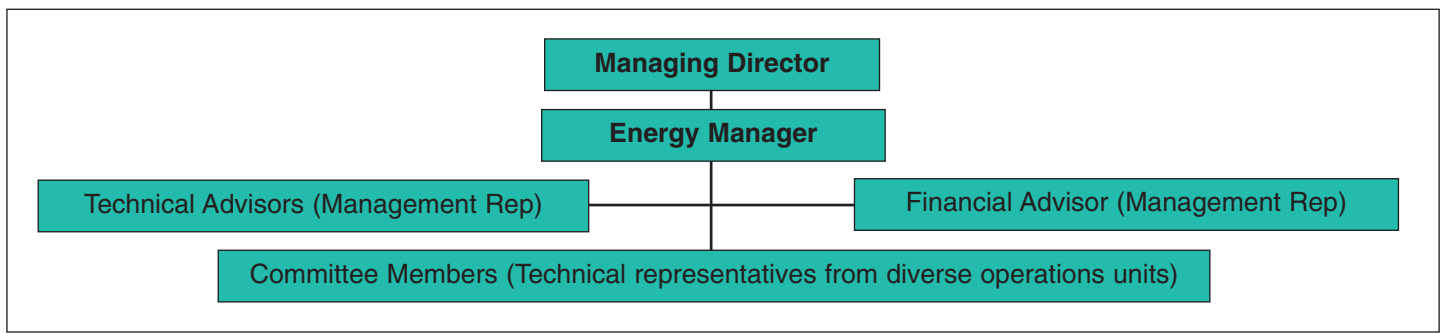 Managing Director
Energy Manager
Technical Advisors (Management Rep)
Financial Advisor (Management Rep)
Committee Members (Technical representatives from diverse operations units)